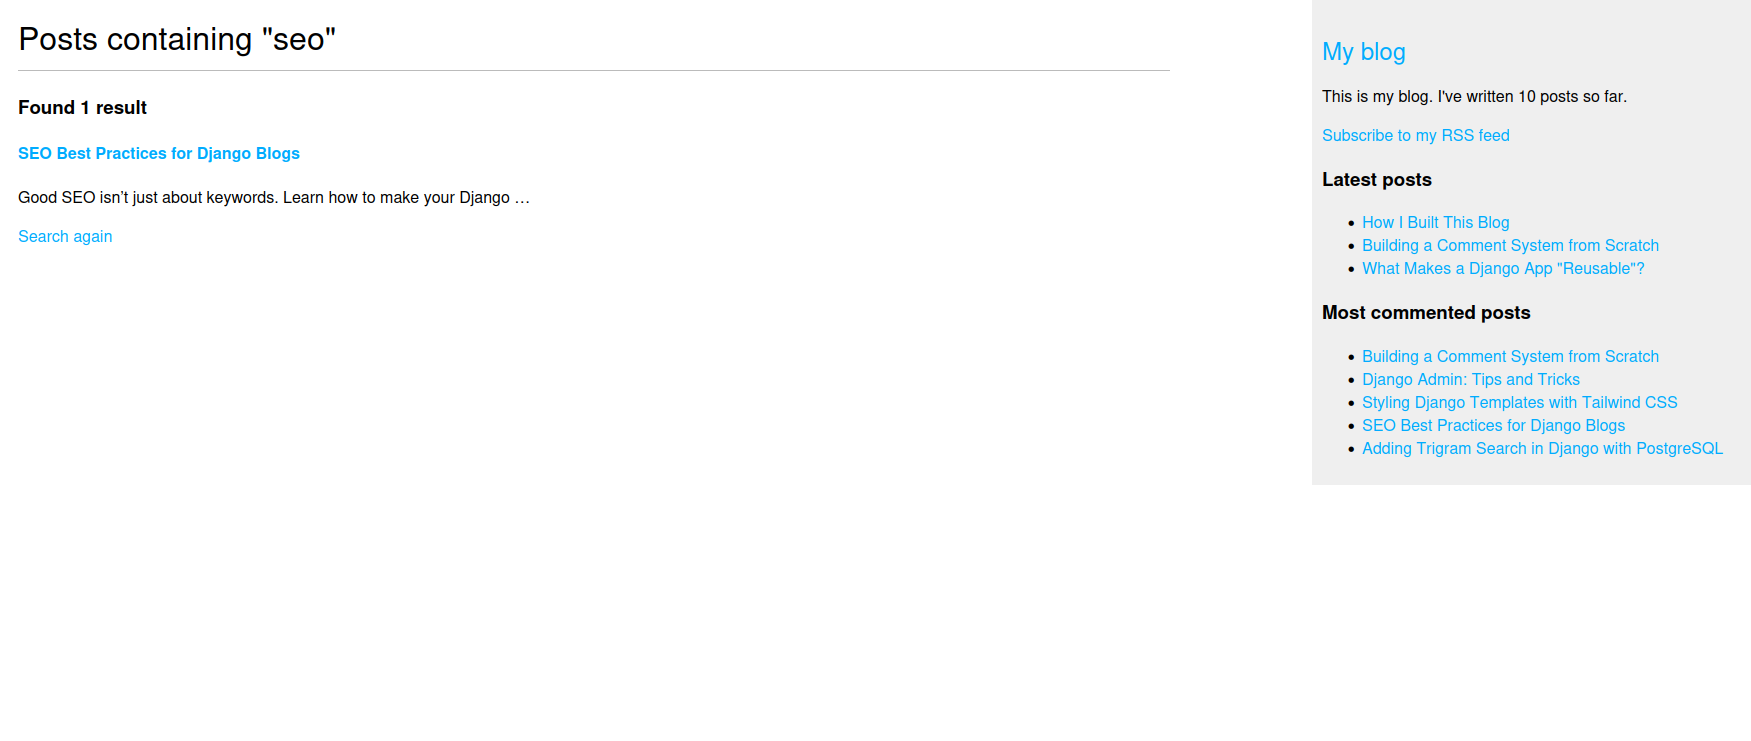 Posts containing "seo"
Found 1 result
SEO Best Practices for Django Blogs
Good SEO isn’t just about keywords. Learn how to make your Django …
Search again
My blog
This is my blog. I've written 10 posts so far.
Subscribe to my RSS feed
Latest posts
How I Built This Blog
Building a Comment System from Scratch
What Makes a Django App "Reusable"?
Most commented posts
Building a Comment System from Scratch
Django Admin: Tips and Tricks
Styling Django Templates with Tailwind CSS
SEO Best Practices for Django Blogs
Adding Trigram Search in Django with PostgreSQL